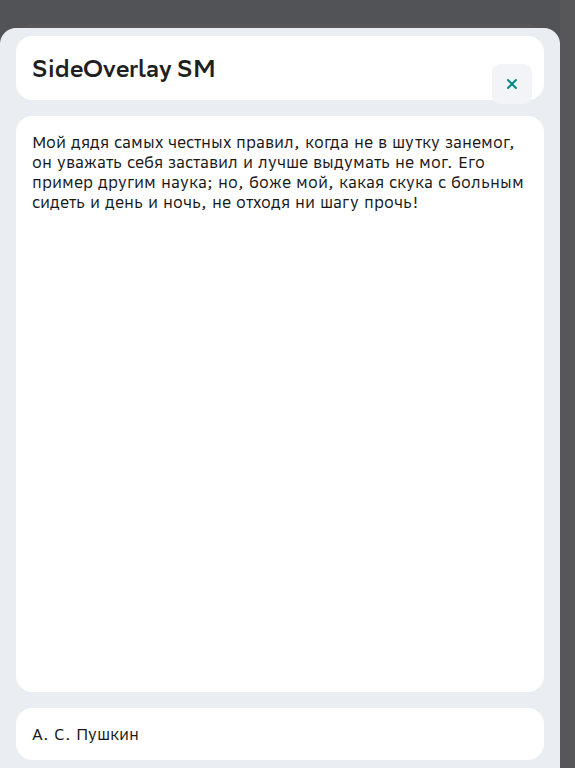 SideOverlay SM
Мой дядя самых честных правил, когда не в шутку занемог,
он уважать себя заставил и лучше выдумать не мог. Его
пример другим наука; но, боже мой, какая скука с больным
сидеть и день и ночь, не отходя ни шагу прочь!
А. С. Пушкин